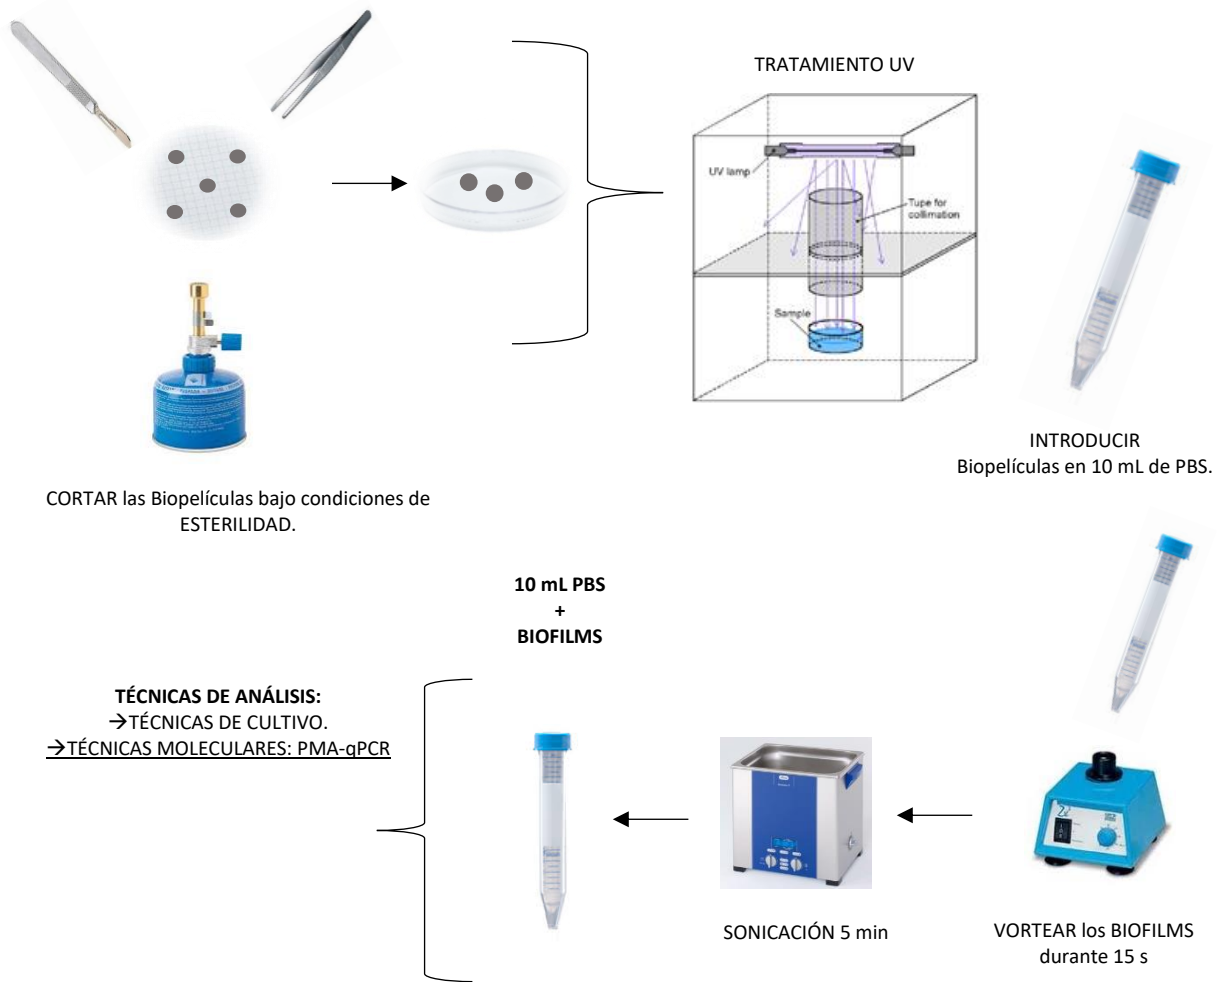 TRATAMIENTO UV
UV lamp
Tupe for
collimation
Sample
INTRODUCIR
Biopelículas en 10 mL de PBS.
CORTAR las Biopelículas bajo condiciones de
ESTERILIDAD.
10 mL PBS
+
BIOFILMS
TÉCNICAS DE ANÁLISIS:
→TÉCNICAS DE CULTIVO.
→TÉCNICAS MOLECULARES: PMA-qPCR
SONICACIÓN 5 min
VORTEAR los BIOFILMS
durante 15 s